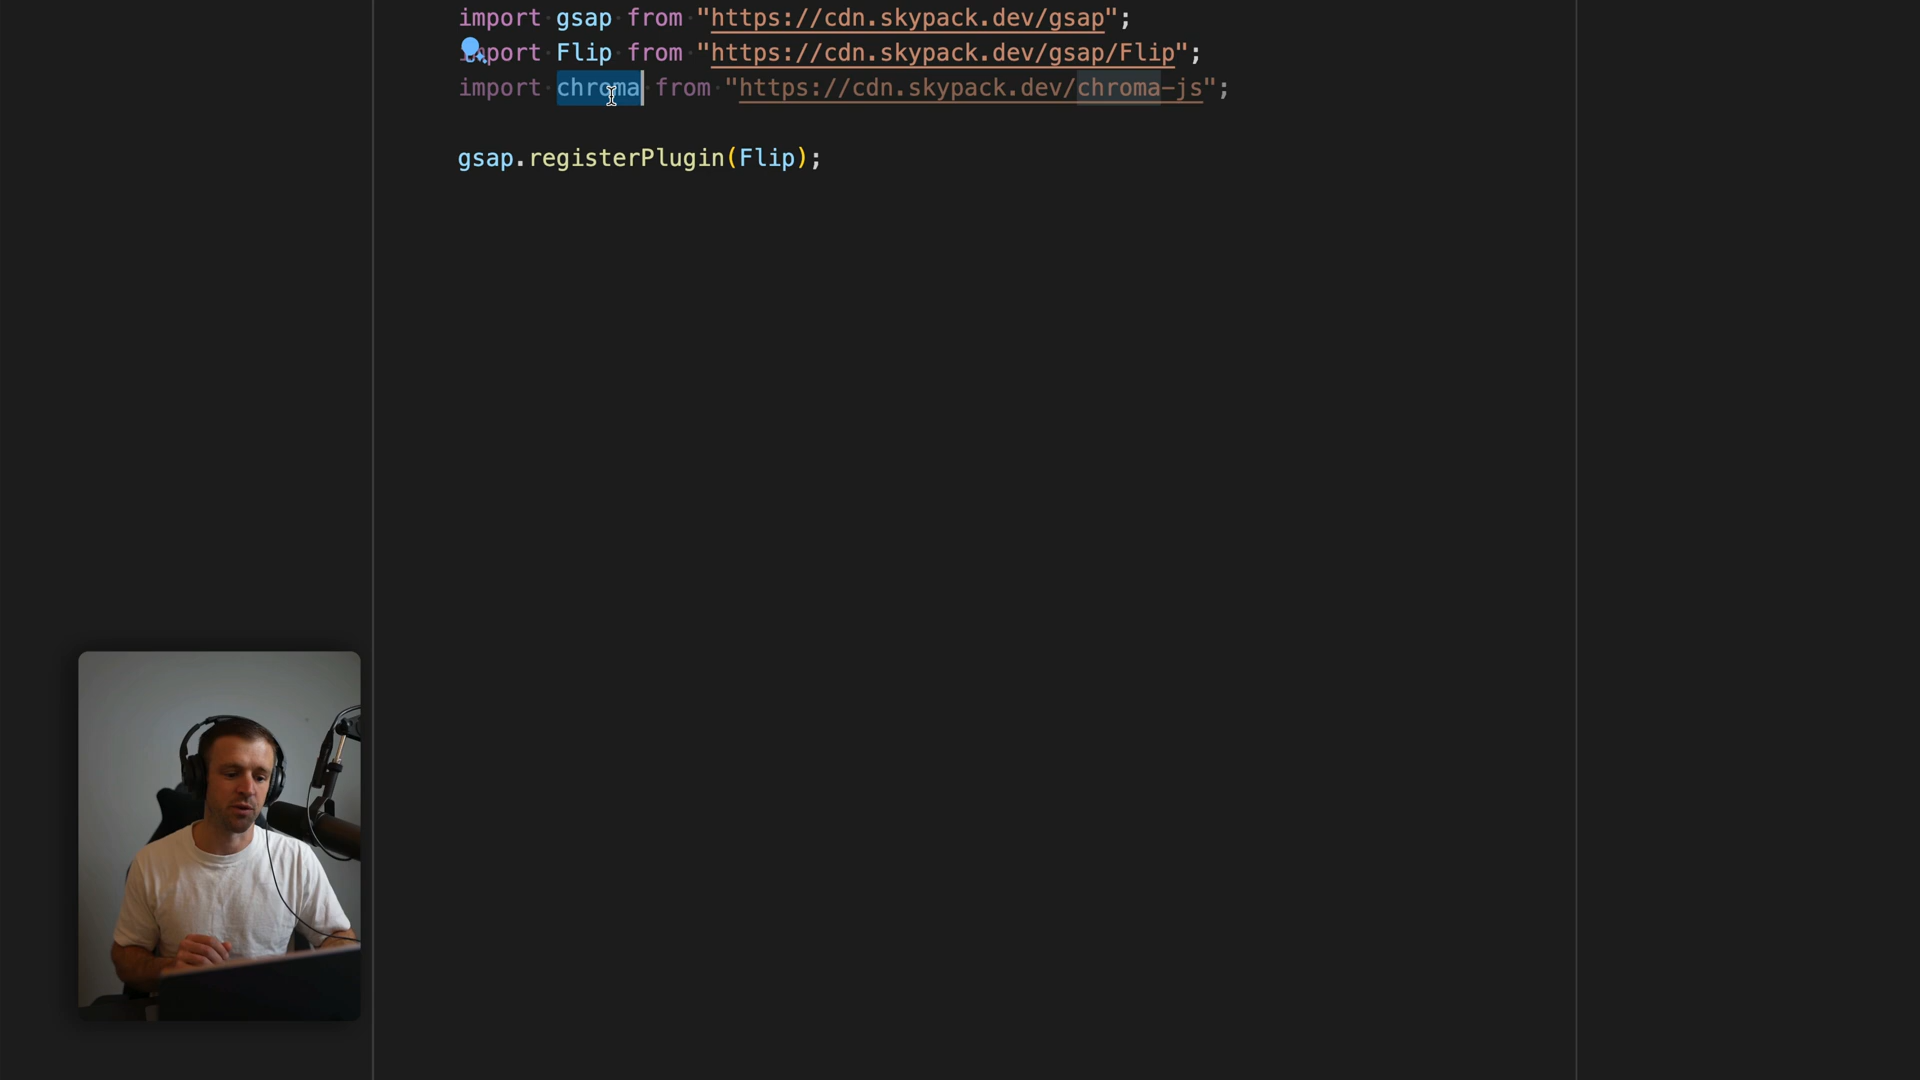 import gsap from "https://cdn.skypack.dev/gsap";
import Flip from "https://cdn.skypack.dev/gsap/Flip";
import chroma from "https://cdn.skypack.dev/chroma-js";
gsap.registerPlugin(Flip);